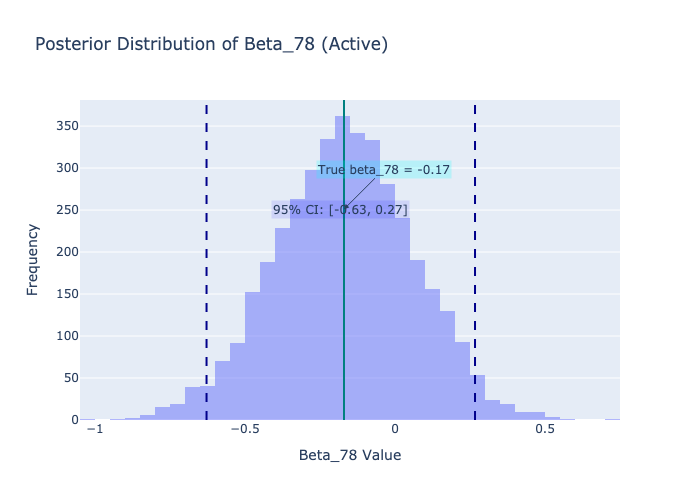 Posterior Distribution of Beta_78 (Active)
350
300
250
200
150
100
50
0
Frequency
True beta_78 = -0.17
95% CI: [-0.63, 0.27]
−1
−0.5
0
0.5
Beta_78 Value